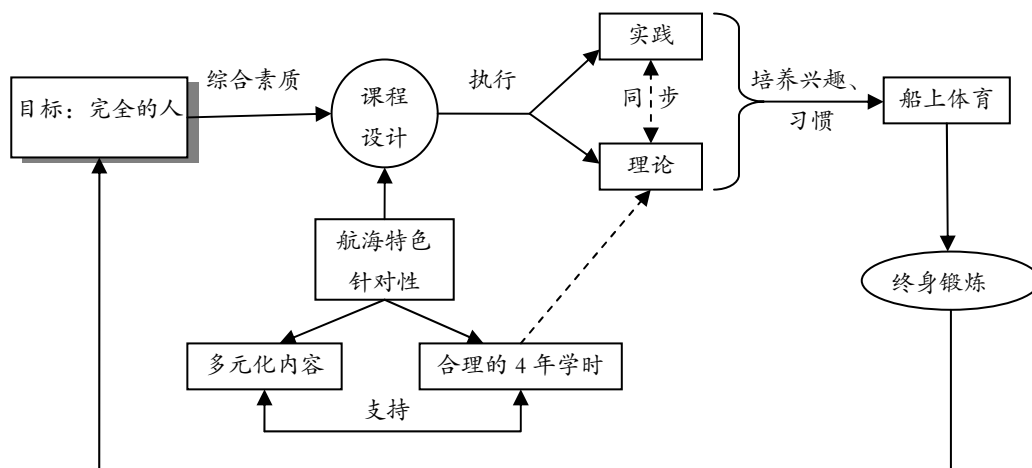 实践
综合素质
执行
培养兴趣、
习惯
目标：完全的人
课程
设计
同 步
船上体育
理论
航海特色
针对性
终身锻炼
多元化内容
合理的 4 年学时
支持